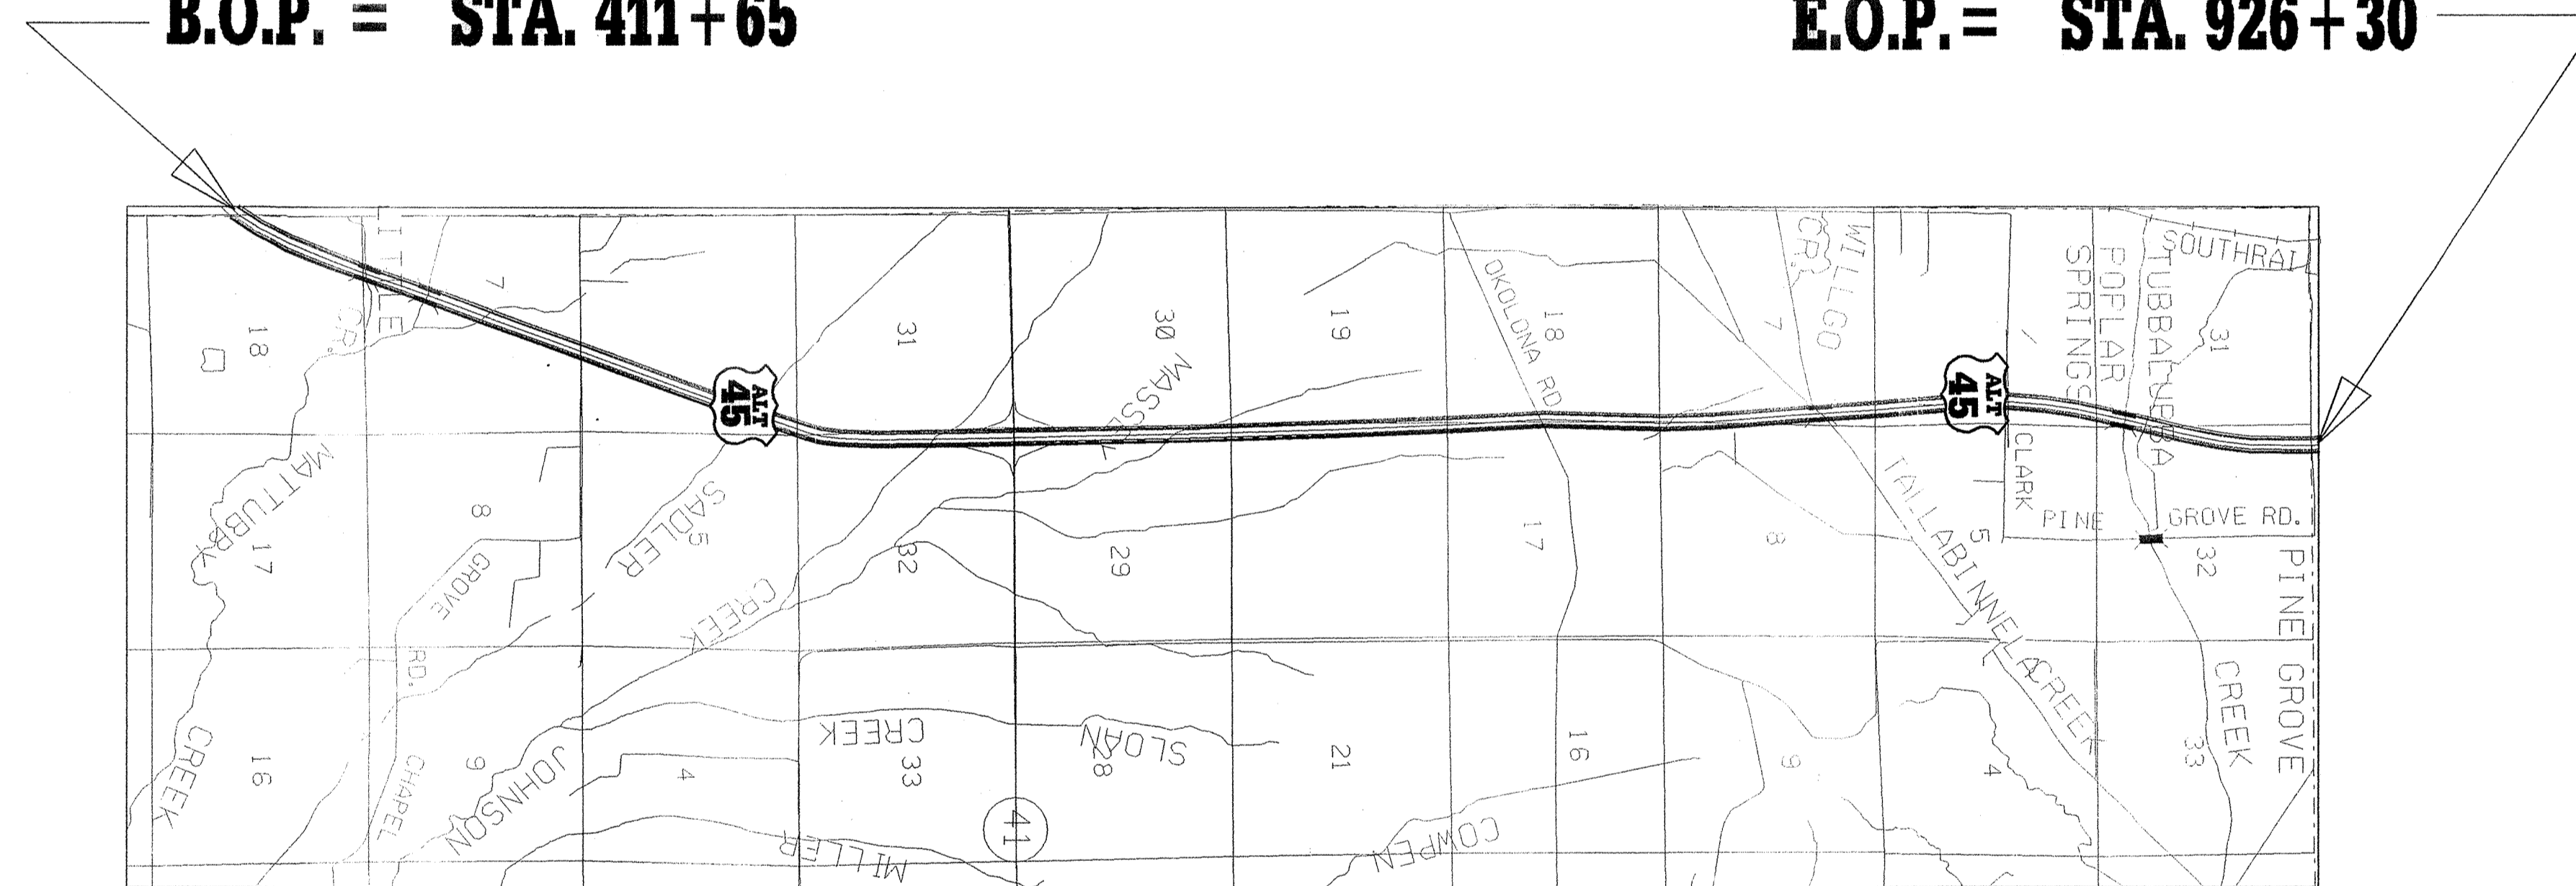 B.O.P. = STA. 411+65
E.O.P. = STA. 926+30
LITTLE
CR.
7
18
31
30
19
OKOLONA RD
18
7
WILLGO
CR.
POPLAR
SPRINGS
TUBBALUBBA
SOUTHRAI
31
ALT
45
ALT
45
MATTUBBY
17
8
SADLER
5
32
CREEK
29
17
8
TALLABINNELA
5
CLARK
PINE GROVE RD.
32
PINE GROVE
GROVE
RD.
CREEK
16
CHAPEL
9
JOHNSON
4
CREEK
33
SLOAN
28
21
16
9
CREEK
4
33
CREEK
MILLER
41
COWPEN